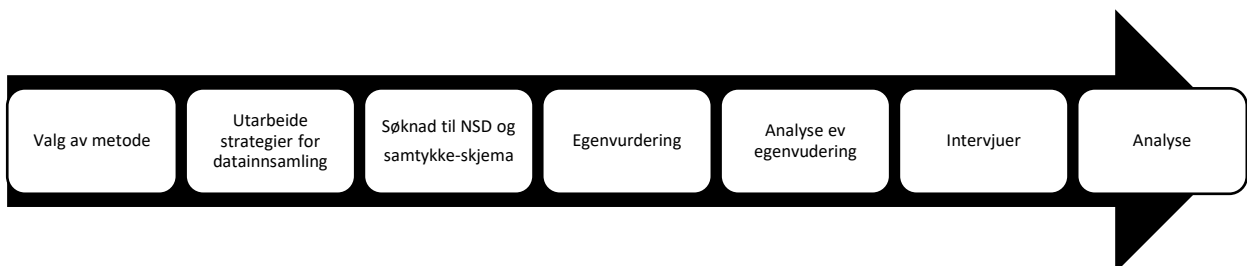 Valg av metode
Utarbeide
strategier for
datainnsamling
Søknad til NSD og
samtykke-skjema
Egenvurdering
Analyse ev
egenvudering
Intervjuer
Analyse